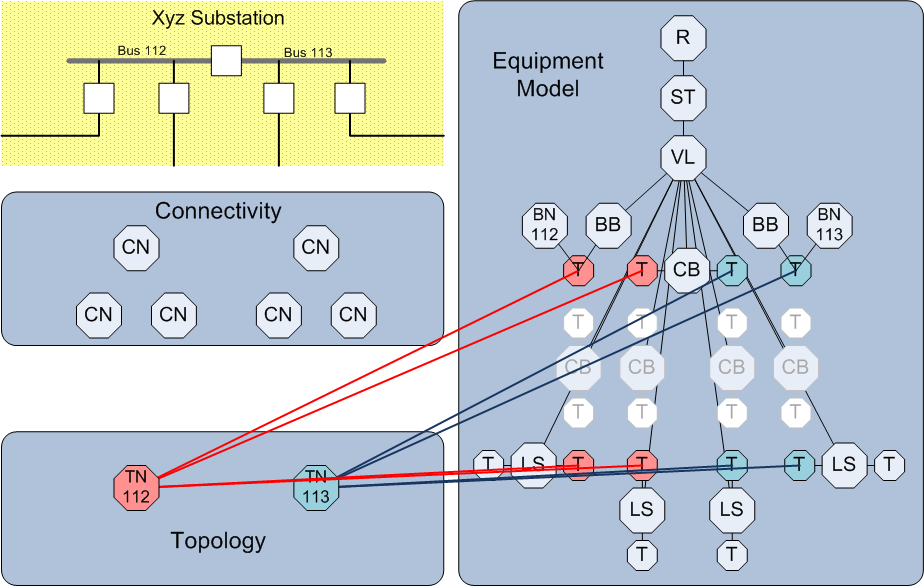 Xyz Substation
Bus 112
Bus 113
Connectivity
CN
CN
CN
CN
CN
CN
TN
112
TN
113
Topology
Equipment
Model
R
ST
VL
BN
112
BB
BB
BN
113
T
T
CB
T
T
T
T
T
T
CB
CB
CB
CB
T
T
T
T
T
LS
T
T
T
T
LS
T
LS
LS
T
T